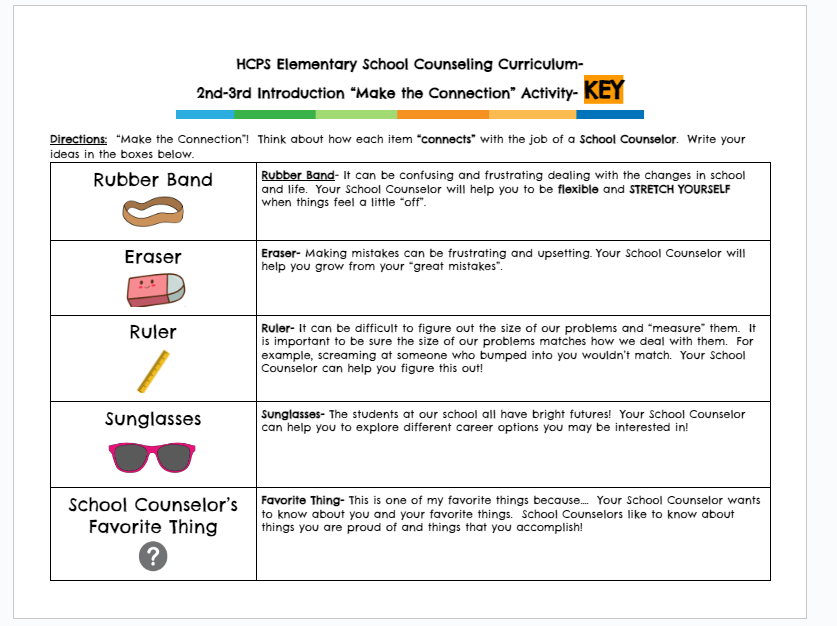 HCPS Elementary School Counseling Curriculum-
2nd-3rd Introduction “Make the Connection” Activity- KEY
Directions: “Make the Connection”! Think about how each item “connects” with the job of a School Counselor. Write your
ideas in the boxes below.
Rubber Band
Rubber Band- It can be confusing and frustrating dealing with the changes in school
and life. Your School Counselor will help you to be flexible and STRETCH YOURSELF
when things feel a little “off”.
Eraser
Eraser- Making mistakes can be frustrating and upsetting. Your School Counselor will
help you grow from your “great mistakes”.
Ruler
Ruler- It can be difficult to figure out the size of our problems and “measure” them. It
is important to be sure the size of our problems matches how we deal with them. For
example, screaming at someone who bumped into you wouldn’t match. Your School
Counselor can help you figure this out!
Sunglasses
Sunglasses- The students at our school all have bright futures! Your School Counselor
can help you to explore different career options you may be interested in!
School Counselor’s
Favorite Thing
?
Favorite Thing- This is one of my favorite things because.... Your School Counselor wants
to know about you and your favorite things. School Counselors like to know about
things you are proud of and things that you accomplish!